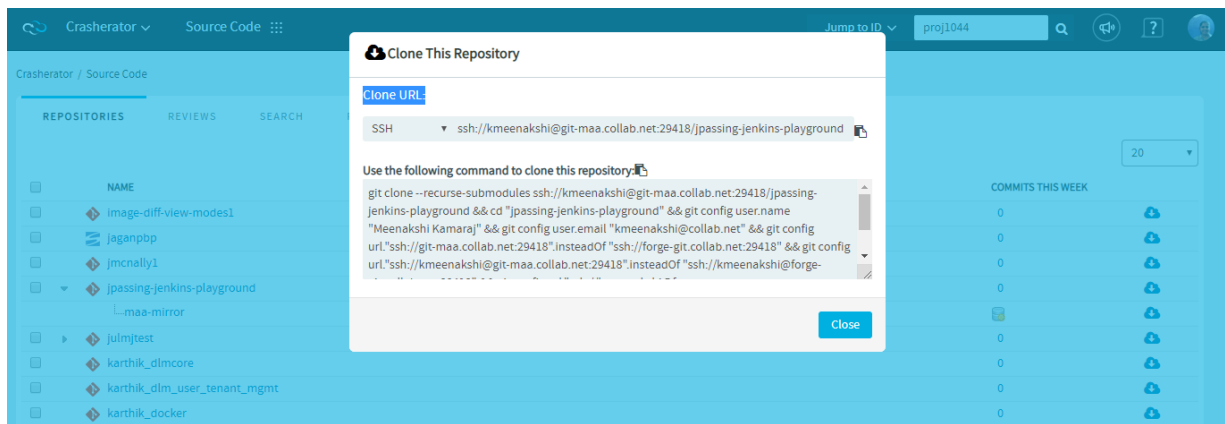 Crasherator
Source Code
Jump to ID
proj1044
?
Crasherator / Source Code
REPOSITORIES
REVIEWS
SEARCH
20
Clone This Repository
Clone URL:
SSH
ssh://kmeenakshi@git-maa.collab.net:29418/jpassing-jenkins-playground
Use the following command to clone this repository:
git clone --recurse-submodules ssh://kmeenakshi@git-maa.collab.net:29418/jpassing-
jenkins-playground && cd "jpassing-jenkins-playground" && git config user.name
"Meenakshi Kamaraj" && git config user.email "kmeenakshi@collab.net" && git config
url."ssh://git-maa.collab.net:29418".insteadOf "ssh://forge-git.collab.net:29418" && git config
url."ssh://kmeenakshi@git-maa.collab.net:29418".insteadOf "ssh://kmeenakshi@forge-
Close
NAME
COMMITS THIS WEEK
image-diff-view-modes1
0
jaganpbp
0
jmcnally1
0
jpassing-jenkins-playground
0
maa-mirror
julmjtest
0
karthik_dlmcore
0
karthik_dlm_user_tenant_mgmt
0
karthik_docker
0